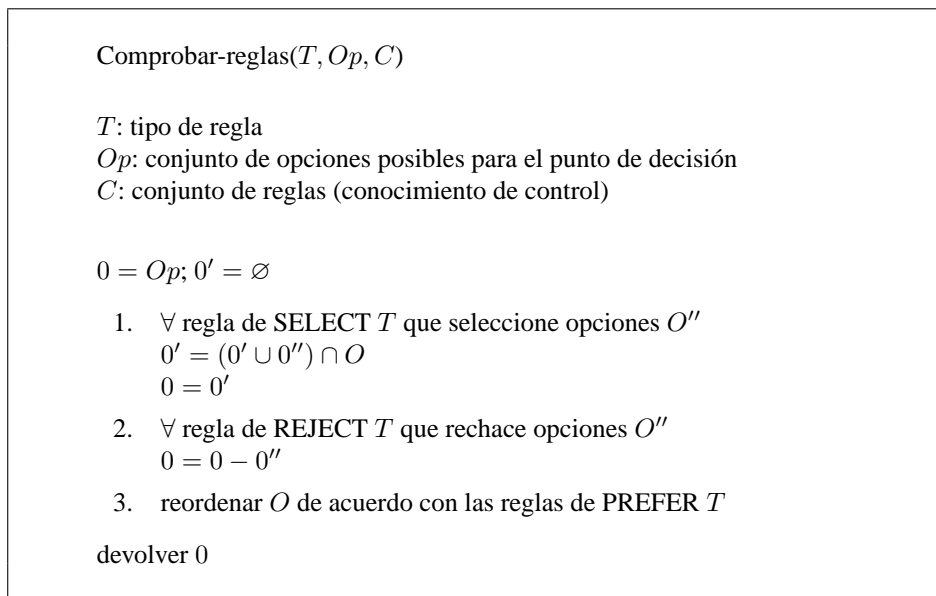 Comprobar-reglas(T, Op, C)
T: tipo de regla
Op: conjunto de opciones posibles para el punto de decisión
C: conjunto de reglas (conocimiento de control)
0 = Op; 0′ = ∅
1. ∀ regla de SELECT T que seleccione opciones O′′
0′ = (0′ ∪ 0′′) ∩ O
0 = 0′
2. ∀ regla de REJECT T que rechace opciones O′′
0 = 0 − 0′′
3. reordenar O de acuerdo con las reglas de PREFER T
devolver 0